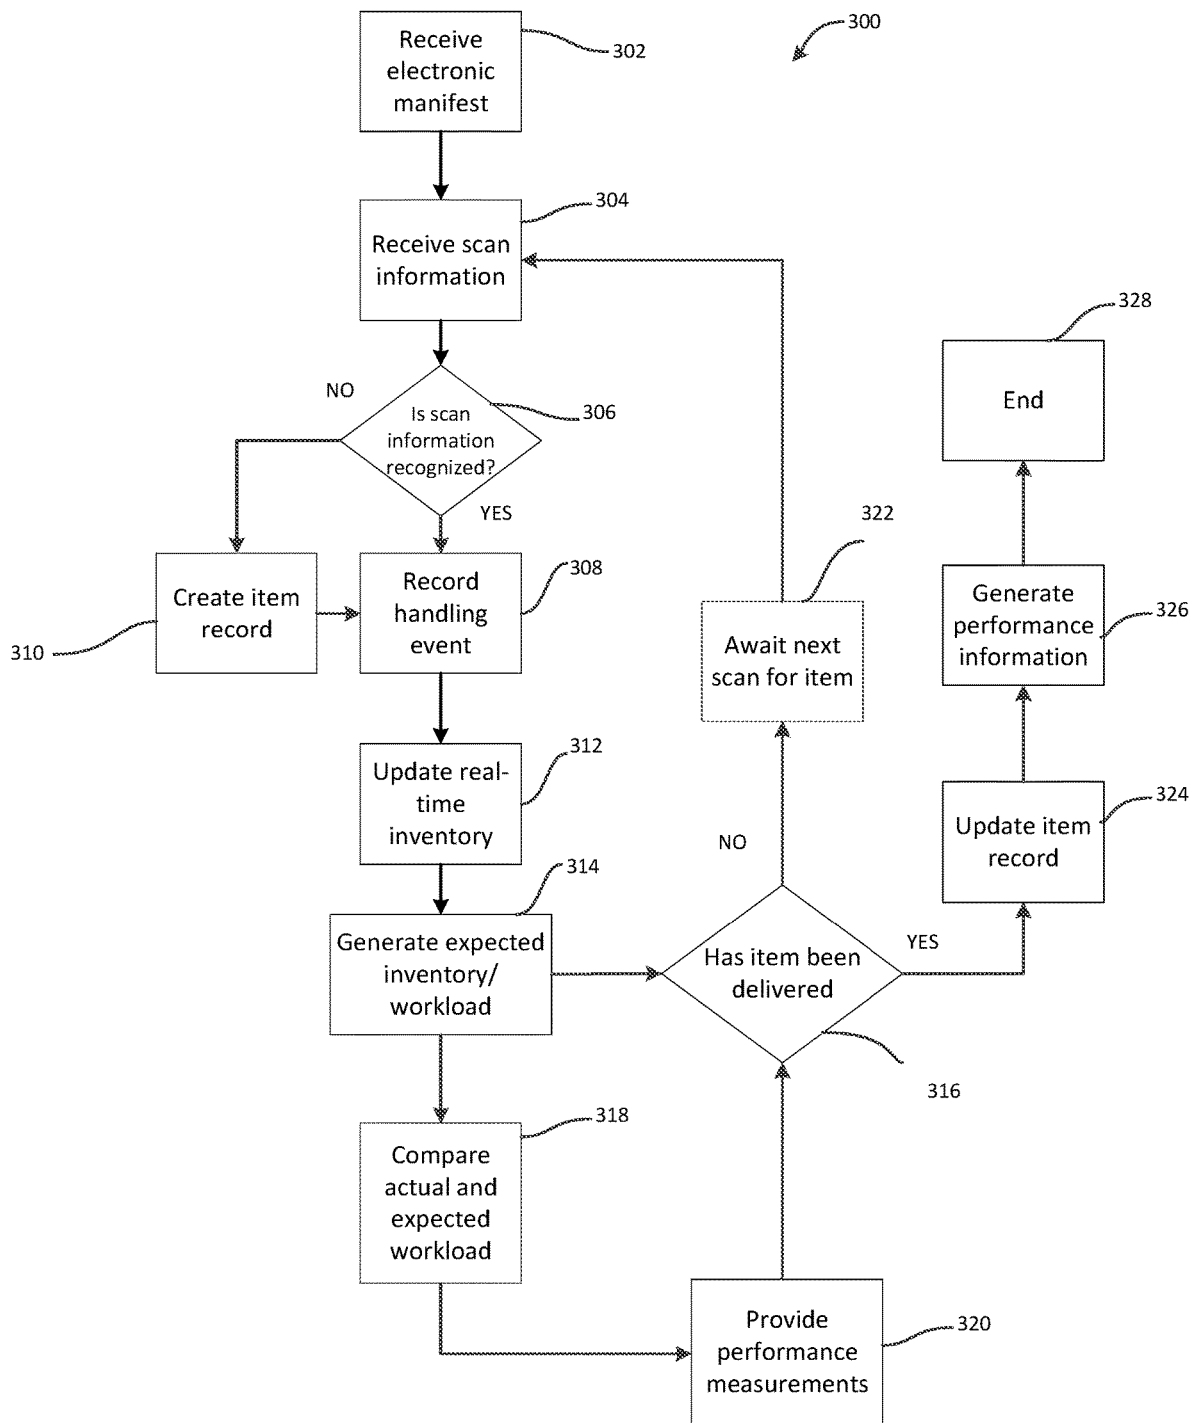 300
Receive
electronic
manifest
302
Receive scan
information
304
NO
Is scan
information
recognized?
306
YES
Create item
record
310
Record
handling
event
308
Update real-
time
inventory
312
Generate expected
inventory/
workload
314
Has item been
delivered
316
NO
YES
Compare
actual and
expected
workload
318
Provide
performance
measurements
320
Await next
scan for item
322
Update item
record
324
Generate
performance
information
326
End
328